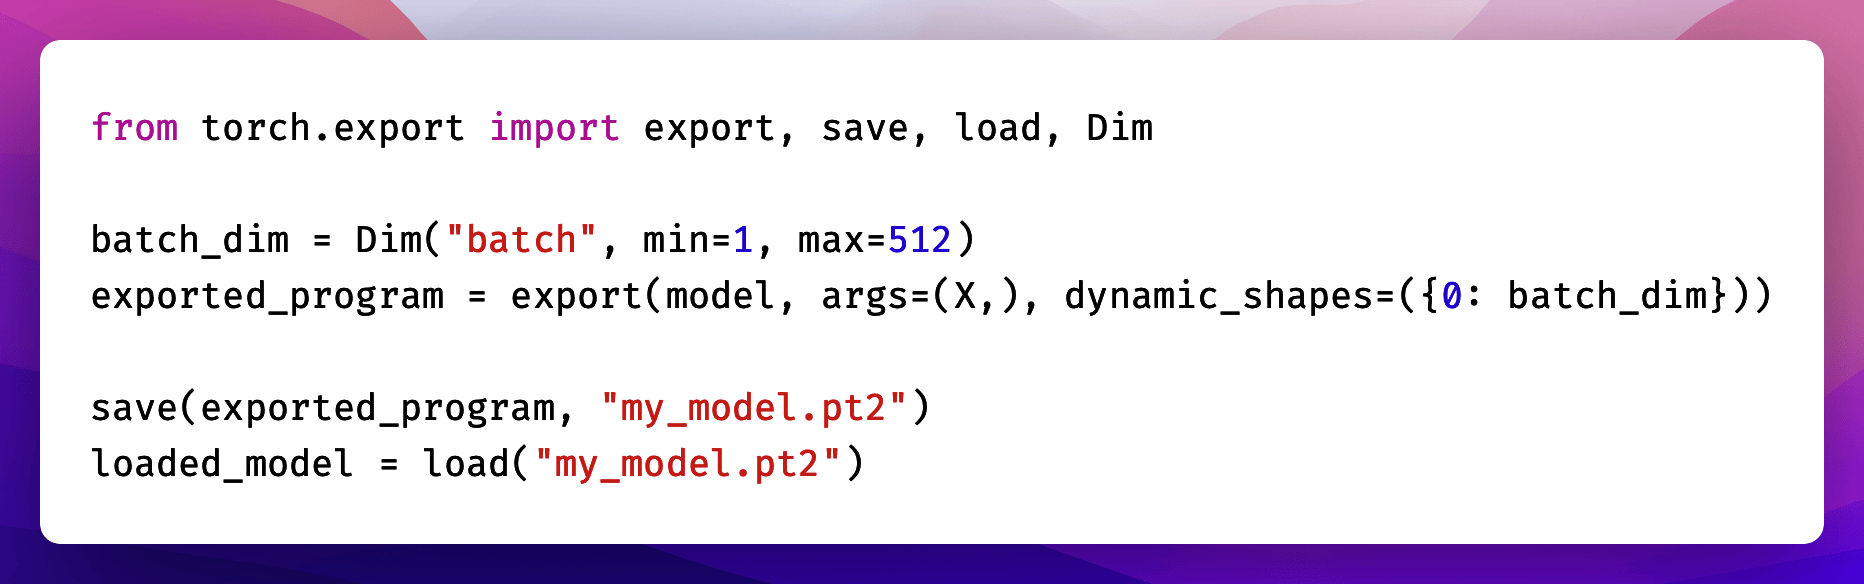 from torch.export import export, save, load, Dim
batch_dim = Dim("batch", min=1, max=512)
exported_program = export(model, args=(X,), dynamic_shapes=({0: batch_dim}))
save(exported_program, "my_model.pt2")
loaded_model = load("my_model.pt2")